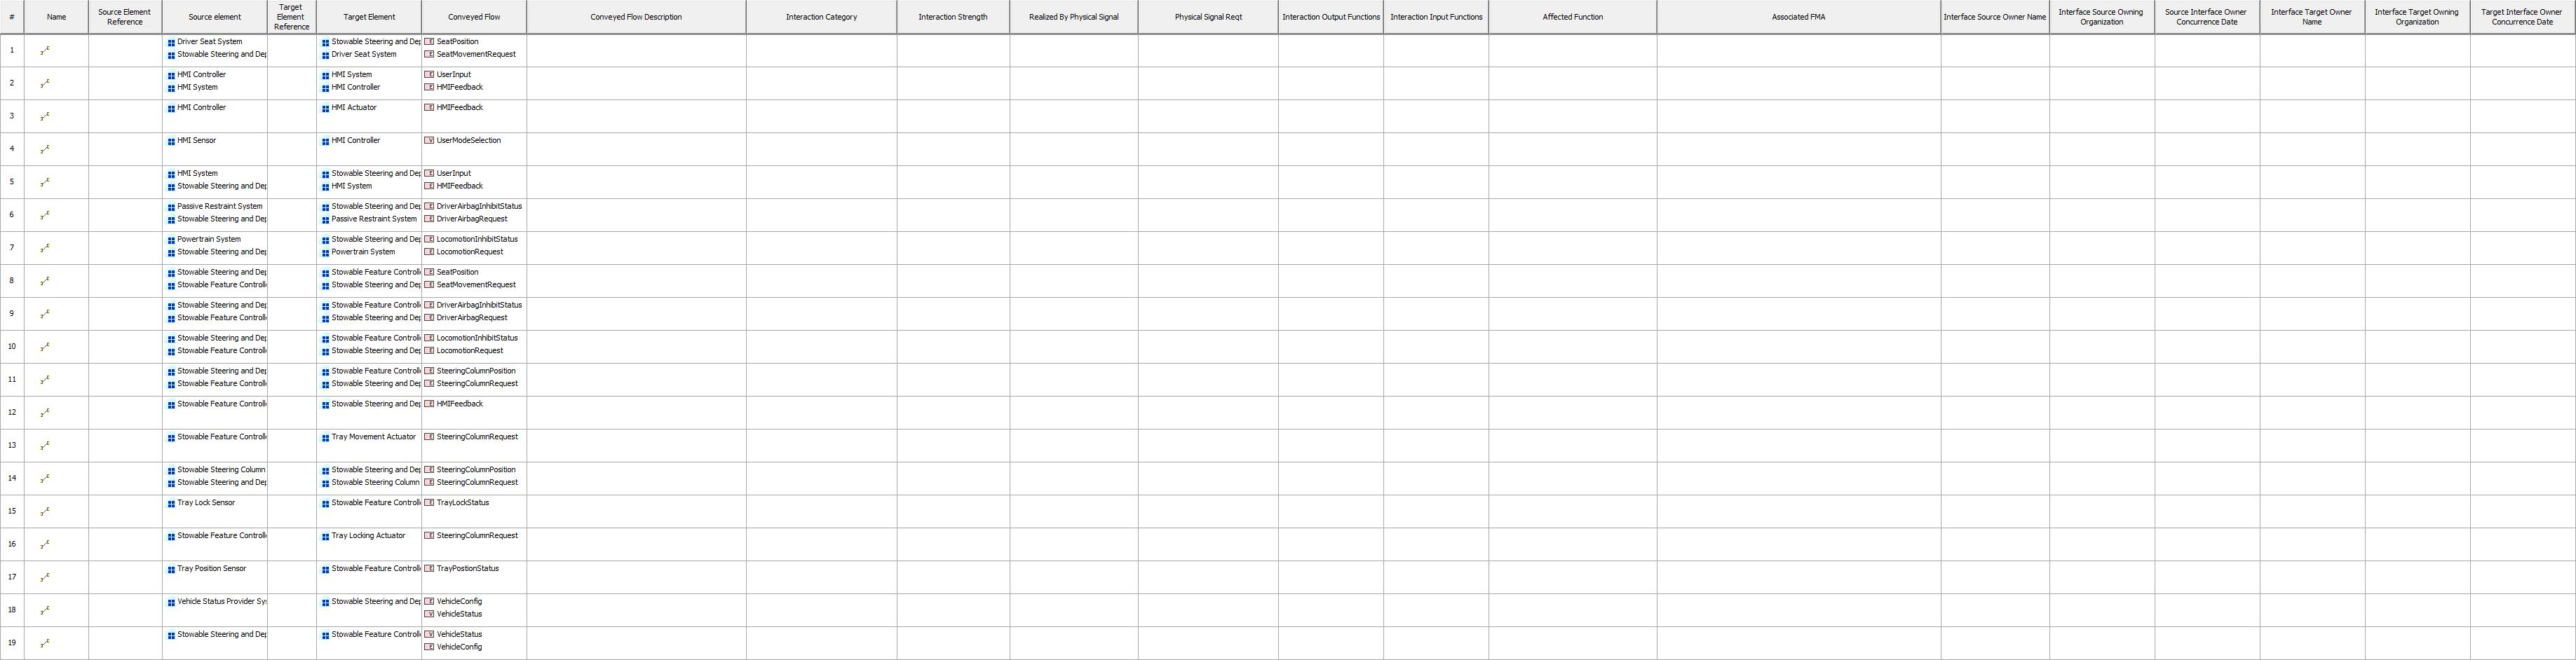 # Name Source Element Reference Source element Target Element Reference Target Element Conveyed Flow Conveyed Flow Description Interaction Category Interaction Strength Realized By Physical Signal Physical Signal Reqt Interaction Output Functions Interaction Input Functions Affected Function Associated FMA Interface Source Owner Name Interface Source Owning Organization Source Interface Owner Concurrence Date Interface Target Owner Name Interface Target Owning Organization Target Interface Owner Concurrence Date
1 Driver Seat System Stowable Steering and Dep SeatPosition
Stowable Steering and Dep Driver Seat System SeatMovementRequest
2 HMI Controller HMI System UserInput
HMI System HMI Controller HMIFeedback
3 HMI Controller HMI Actuator HMIFeedback
4 HMI Sensor HMI Controller UserModeSelection
5 HMI System Stowable Steering and Dep UserInput
Stowable Steering and Dep HMI System HMIFeedback
6 Passive Restraint System Stowable Steering and Dep DriverAirbagInhibitStatus
Stowable Steering and Dep Passive Restraint System DriverAirbagRequest
7 Powertrain System Stowable Steering and Dep LocomotionInhibitStatus
Stowable Steering and Dep Powertrain System LocomotionRequest
8 Stowable Steering and Dep Stowable Feature Controll SeatPosition
Stowable Feature Controll Stowable Steering and Dep SeatMovementRequest
9 Stowable Steering and Dep Stowable Feature Controll DriverAirbagInhibitStatus
Stowable Feature Controll Stowable Steering and Dep DriverAirbagRequest
10 Stowable Steering and Dep Stowable Feature Controll LocomotionInhibitStatus
Stowable Feature Controll Stowable Steering and Dep LocomotionRequest
11 Stowable Steering and Dep Stowable Feature Controll SteeringColumnPosition
Stowable Feature Controll Stowable Steering and Dep SteeringColumnRequest
12 Stowable Feature Controll Stowable Steering and Dep HMIFeedback
13 Stowable Feature Controll Tray Movement Actuator SteeringColumnRequest
14 Stowable Steering Column Stowable Steering and Dep SteeringColumnPosition
Stowable Steering and Dep Stowable Steering Column SteeringColumnRequest
15 Tray Lock Sensor Stowable Feature Controll TrayLockStatus
16 Stowable Feature Controll Tray Locking Actuator SteeringColumnRequest
17 Tray Position Sensor Stowable Feature Controll TrayPostionStatus
18 Vehicle Status Provider Sys Stowable Steering and Dep VehicleConfig
VehicleStatus
19 Stowable Steering and Dep Stowable Feature Controll VehicleStatus
VehicleConfig